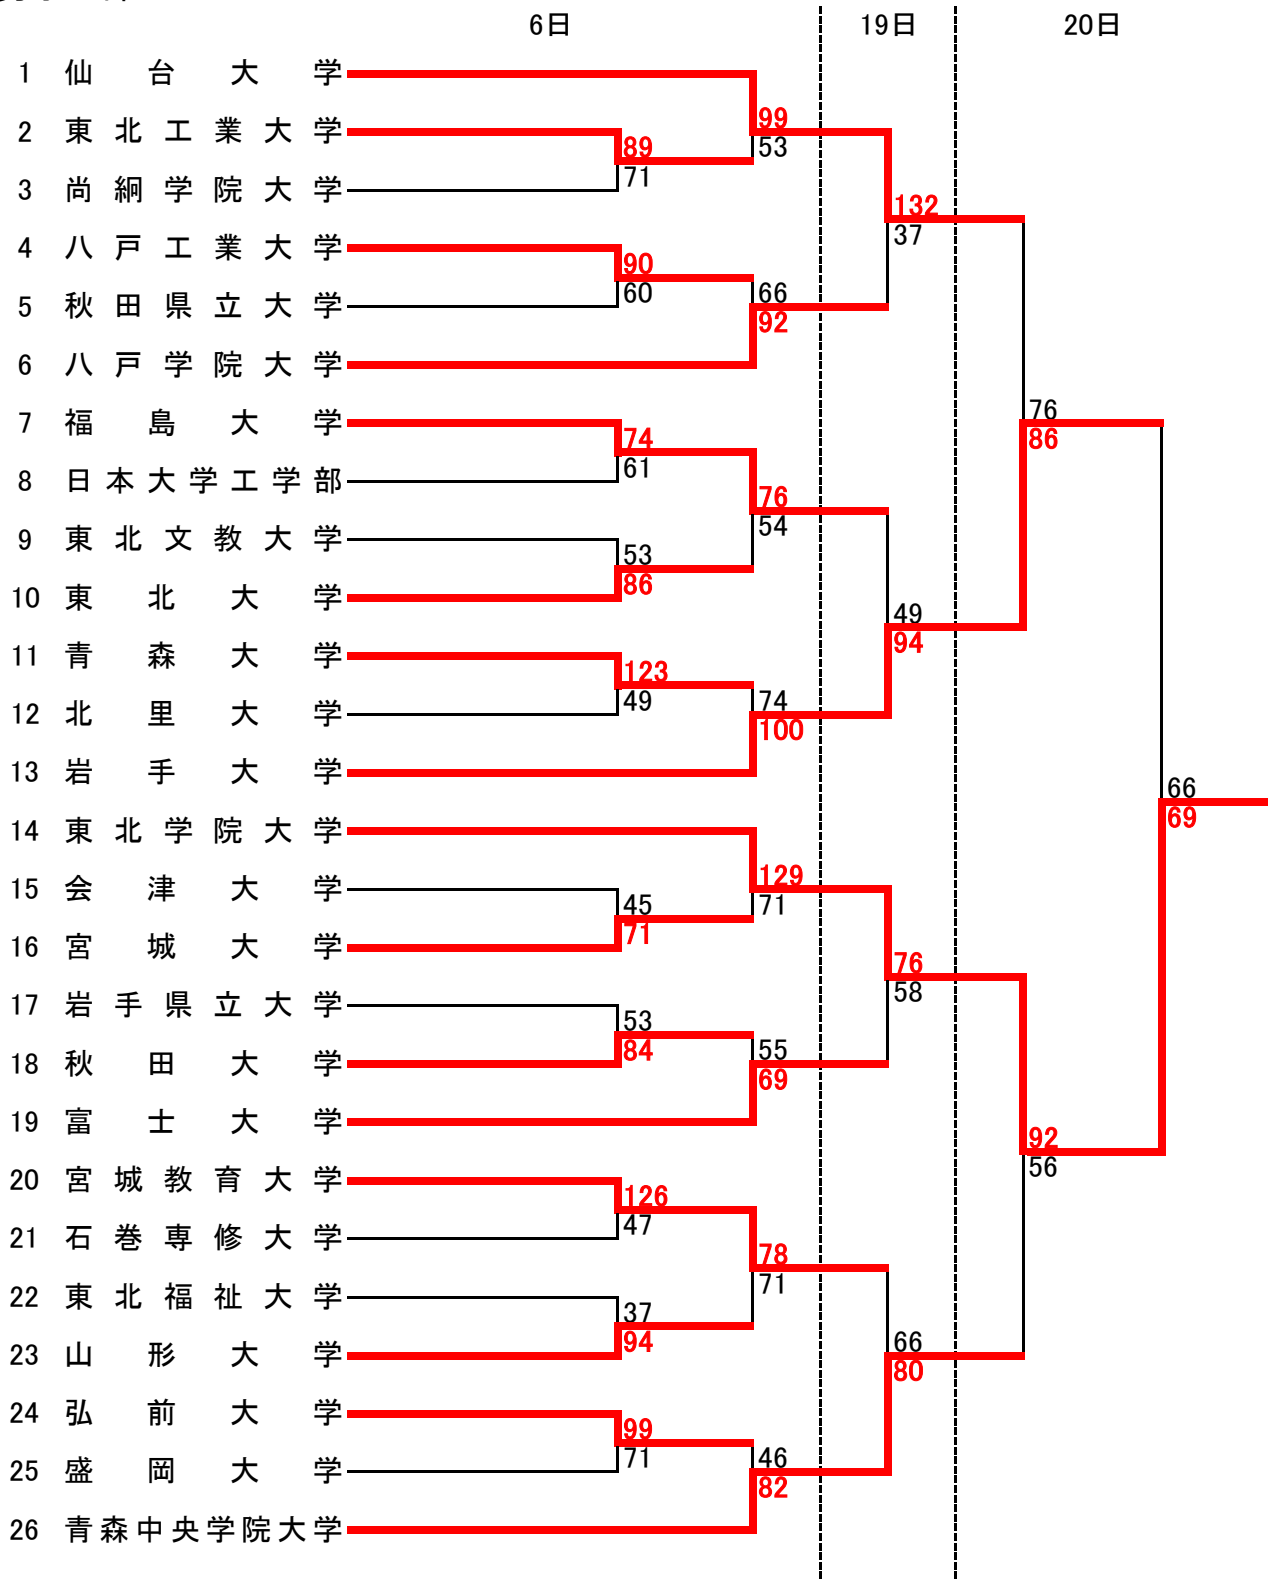 6日 19日 20日
1 仙台大学
99
2 東北工業大学
89
53
3 尚絅学院大学
71
132
4 八戸工業大学
37
90
5 秋田県立大学
60
66
92
6 八戸学院大学
76
7 福島大学
74
86
8 日本大学工学部
61
76
9 東北文教大学
54
53
10 東北大学
86
49
11 青森大学
94
123
12 北里大学
49
74
100
13 岩手大学
66
14 東北学院大学
69
129
15 会津大学
45
71
16 宮城大学
71
76
17 岩手県立大学
58
53
18 秋田大学
84
55
69
19 富士大学
92
20 宮城教育大学
56
126
21 石巻専修大学
47
78
22 東北福祉大学
71
37
23 山形大学
94
66
80
24 弘前大学
99
25 盛岡大学
71
46
82
26 青森中央学院大学